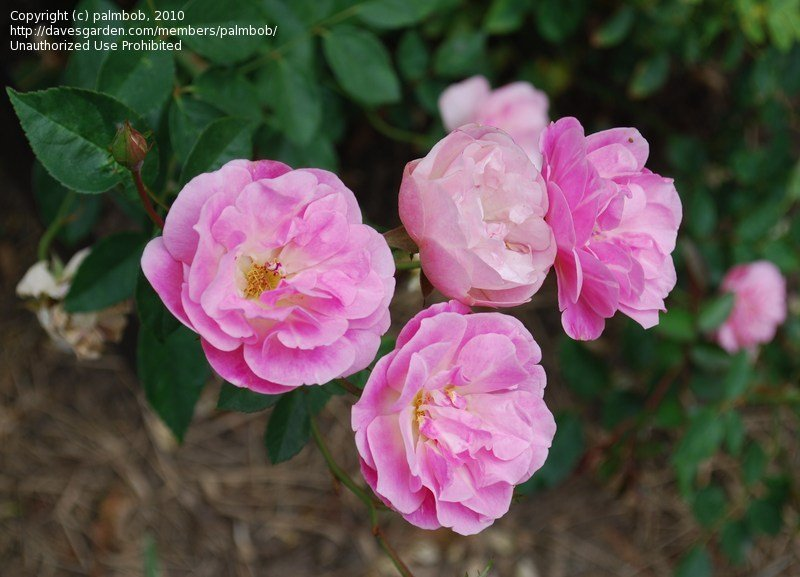 Copyright (c) palmbob, 2010
http://davesgarden.com/members/palmbob/
Unauthorized Use Prohibited